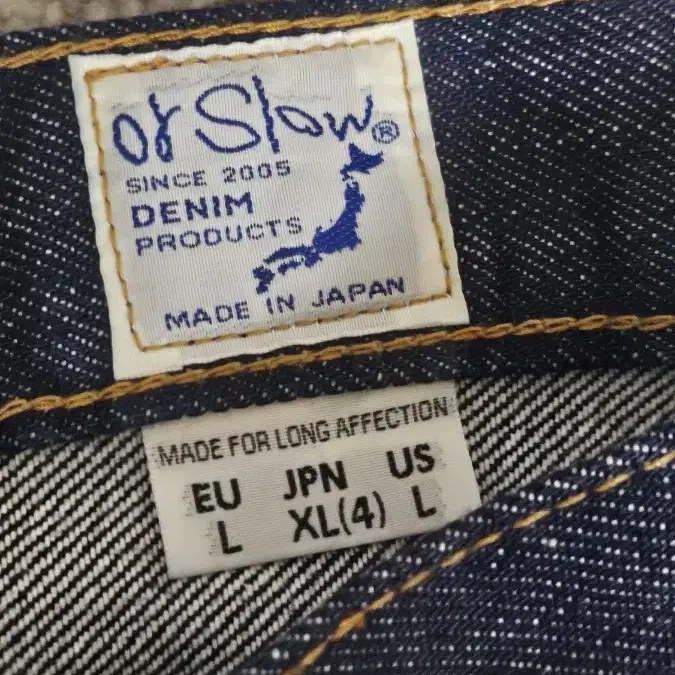 or Slow®
SINCE 2005
DENIM
PRODUCTS
MADE IN JAPAN
MADE FOR LONG AFFECTION
EU JPN US
L XL(4) L